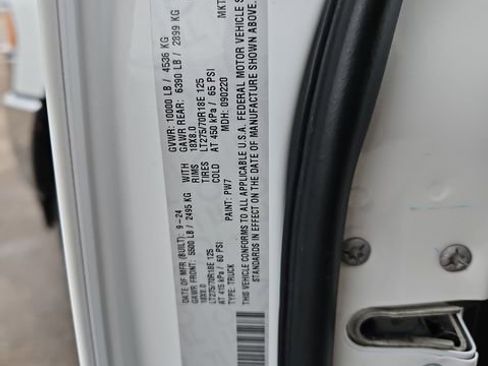 MKT
DATE OF MFR (BUILT): 9-24 GVWR: 10000 LB / 4536 KG
GAWR FRONT: 5500 LB / 2495 KG WITH GAWR REAR: 6390 LB / 2899 KG
18X8.0 RIMS 18X8.0
LT275/70R18E 125 TIRES LT275/70R18E 125
AT 415 kPa / 60 PSI COLD AT 450 kPa / 65 PSI
TYPE: TRUCK PAINT: PW7 MDH: 090220
THIS VEHICLE CONFORMS TO ALL APPLICABLE U.S.A. FEDERAL MOTOR VEHICLE S
STANDARDS IN EFFECT ON THE DATE OF MANUFACTURE SHOWN ABOVE.